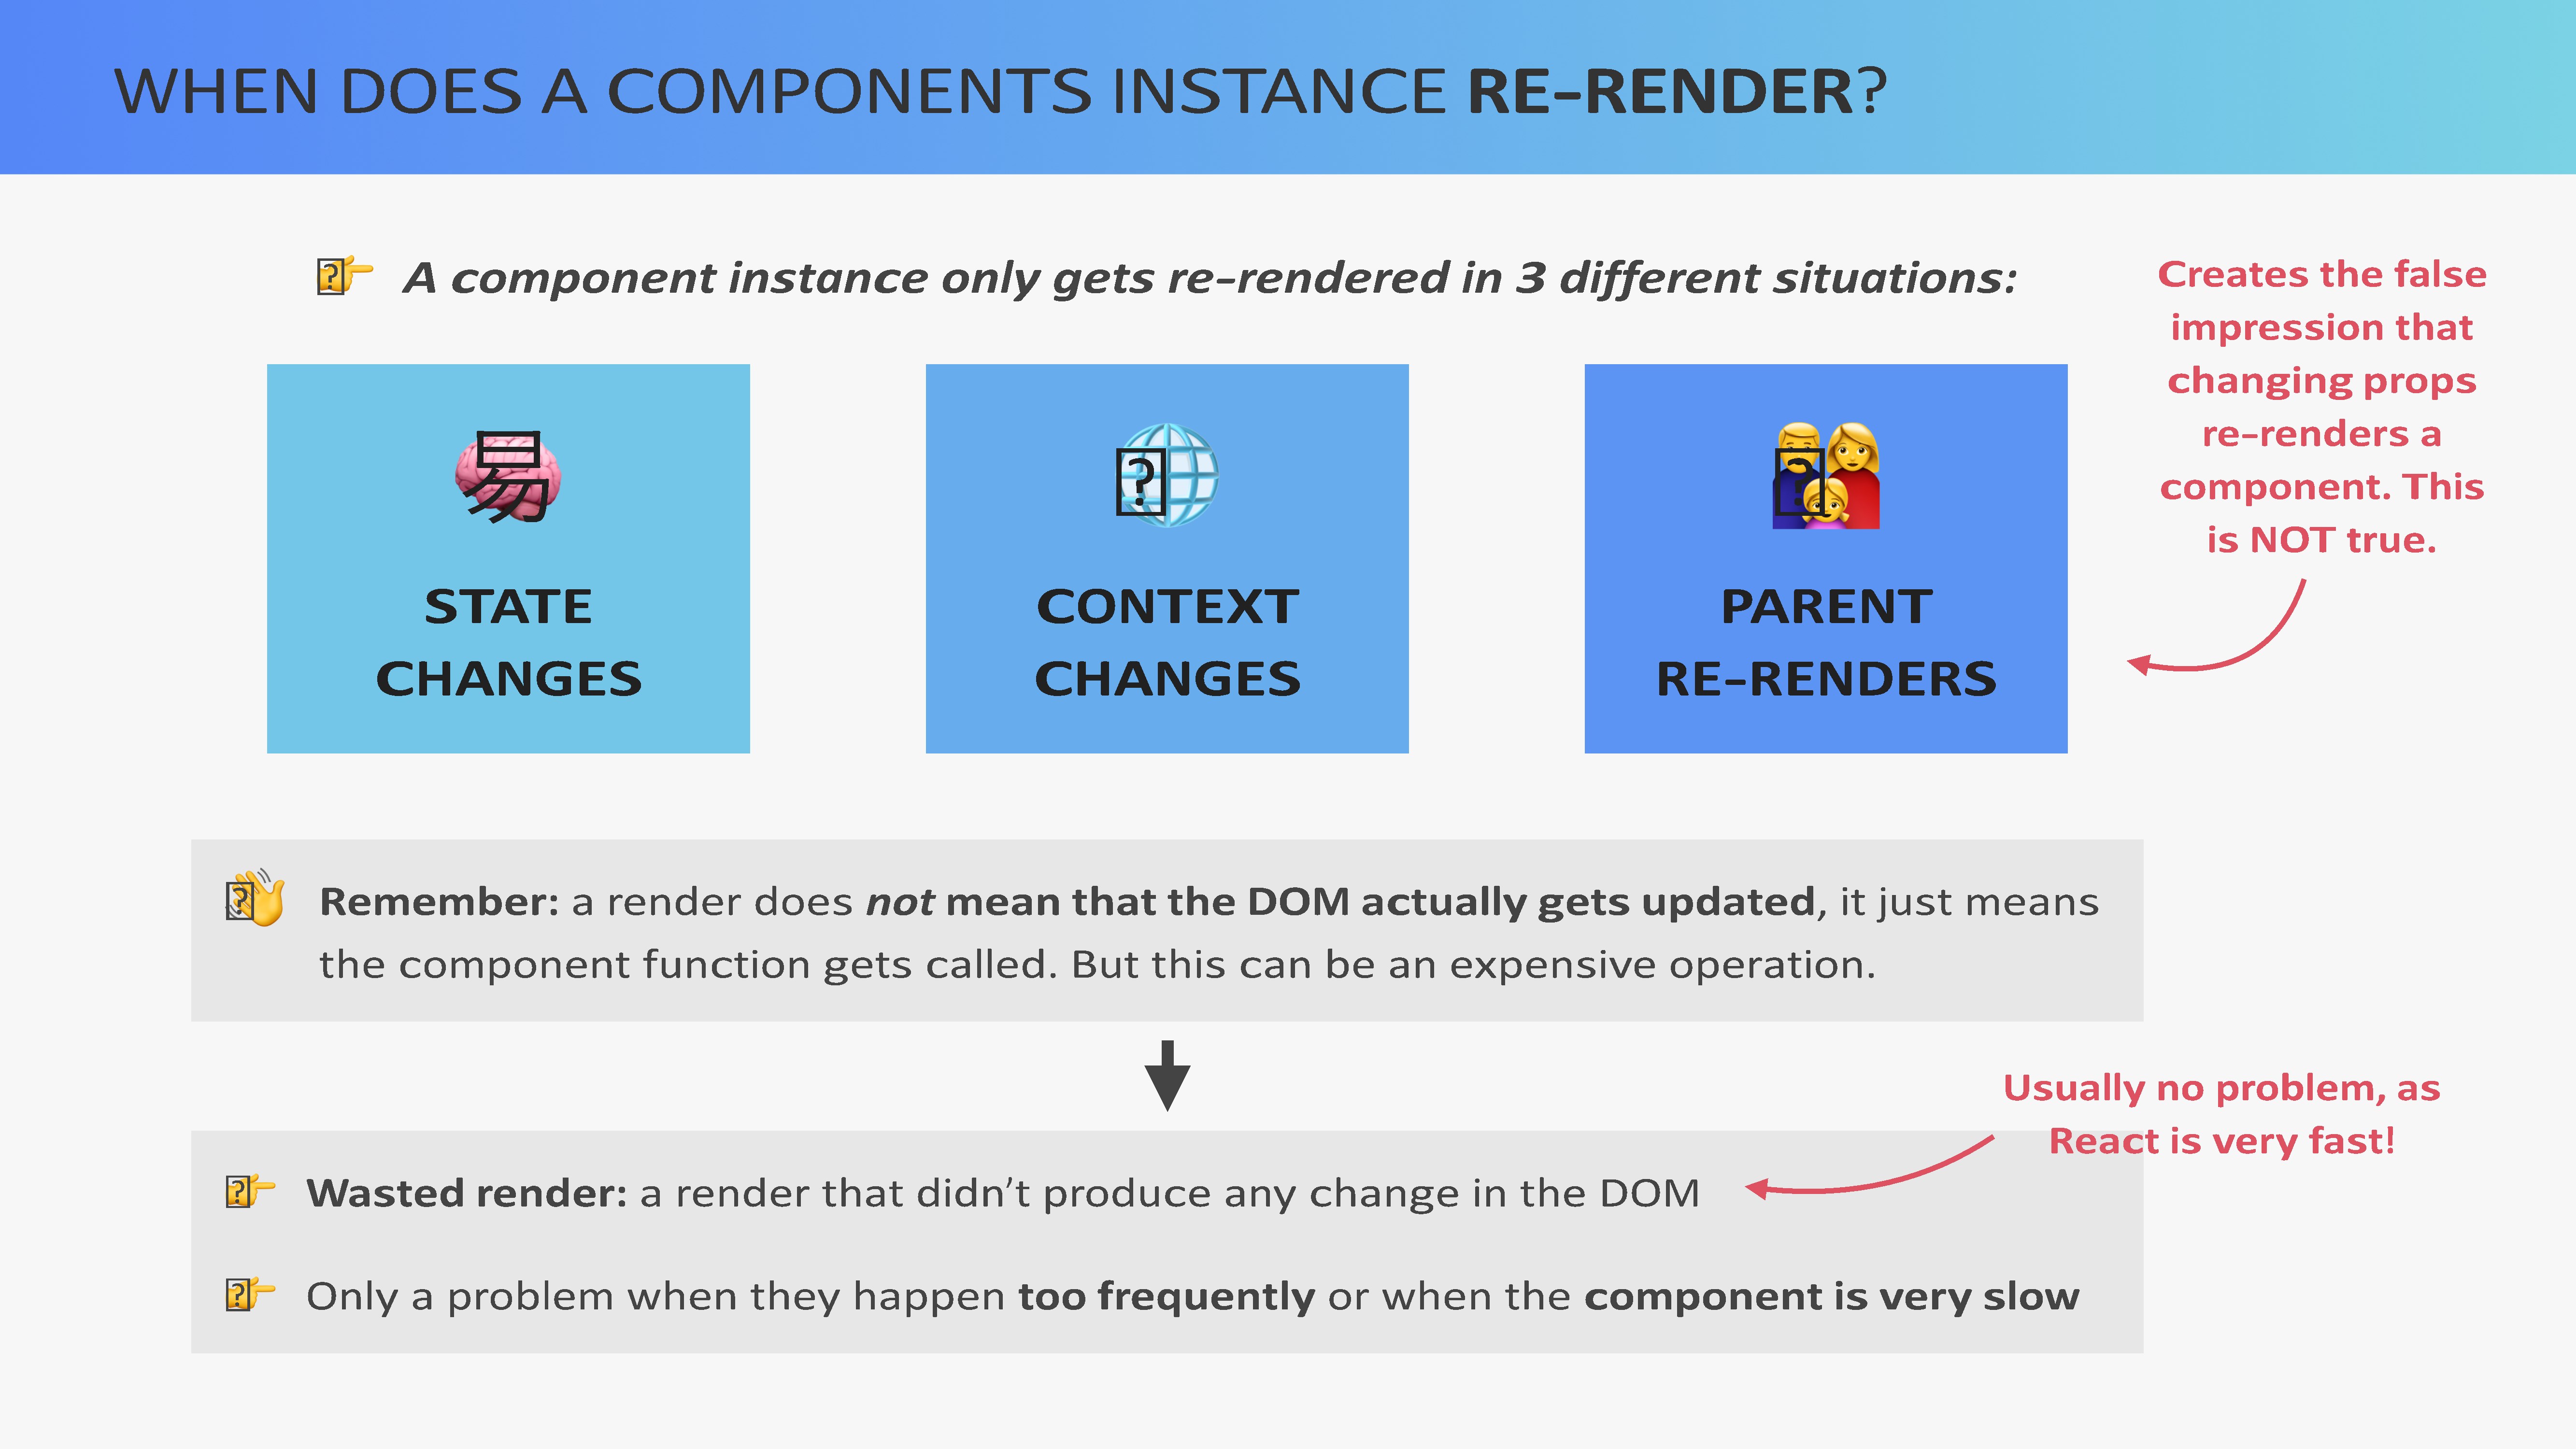 WHEN DOES A COMPONENTS INSTANCE RE-RENDER?
👉 A component instance only gets re-rendered in 3 different situations:
Creates the false
impression that
changing props
re-renders a
component. This
is NOT true.
易
STATE
CHANGES
CONTEXT
CHANGES
PARENT
RE-RENDERS
👋 Remember: a render does not mean that the DOM actually gets updated, it just means
the component function gets called. But this can be an expensive operation.
Usually no problem, as
React is very fast!
👉 Wasted render: a render that didn’t produce any change in the DOM
👉 Only a problem when they happen too frequently or when the component is very slow